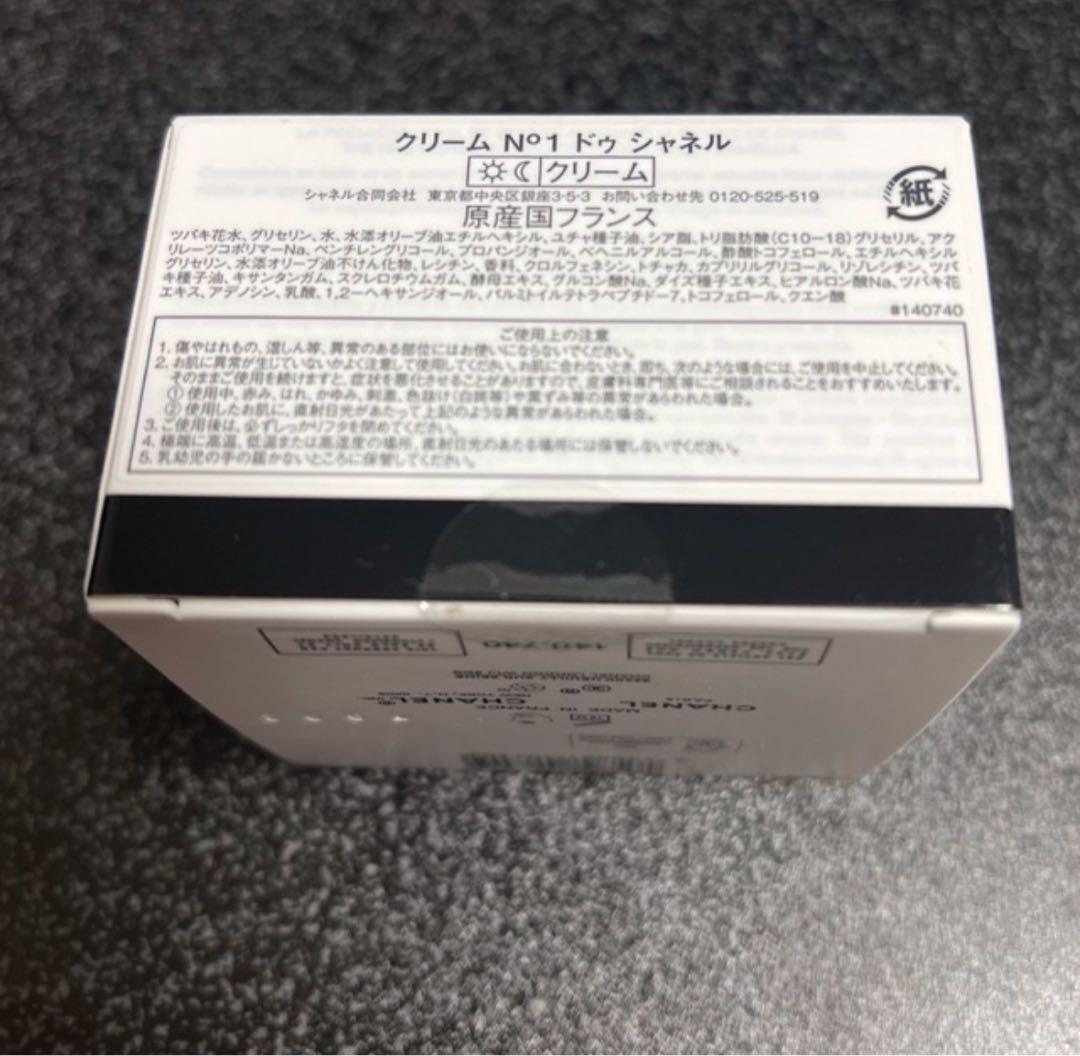 クリーム Nº1 ドゥ シャネル
クリーム
シャネル合同会社 東京都中央区銀座3-5-3 お問い合わせ先 0120-525-519
紙
原産国フランス
ツバキ花水、グリセリン、水、水添オリーブ油エチルヘキシル、ユチャ種子油、シア脂、トリ脂肪酸(C10-18)グリセリル、アク
リレーツコポリマーNa、ペンチレングリコール、プロパンジオール、ベヘニルアルコール、酢酸トコフェロール、エチルヘキシル
グリセリン、水添オリーブ油不けん化物、レシチン、香料、クロルフェネシン、トチャカ、カプリリルグリコール、リゾレシチン、ツバ
キ種子油、キサンタンガム、スクレロチウムガム、酵母エキス、グルコン酸Na、ダイズ種子エキス、ヒアルロン酸Na、ツバキ花
エキス、アデノシン、乳酸、1,2-ヘキサンジオール、パルミトイルテトラペプチド-7、トコフェロール、クエン酸
#140740
ご使用上の注意
1. 傷やはれもの、湿しん等、異常のある部位にはお使いにならないでください。
2. お肌に異常が生じていないかよく注意して使用してください。お肌に合わないとき、即ち、次のような場合には、ご使用を中止してください。
そのままご使用を続けますと、症状を悪化させることがありますので、皮膚科専門医等にご相談されることをおすすめいたします。
①使用中、赤み、はれ、かゆみ、刺激、色抜け(白斑等)や黒ずみ等の異常があらわれた場合。
②使用したお肌に、直射日光があたって上記のような異常があらわれた場合。
3. ご使用後は、必ずしっかりフタを閉めてください。
4. 極端に高温、低温または高湿度の場所、直射日光のあたる場所には保管しないでください。
5. 乳幼児の手の届かないところに保管してください。
140.740
NEW YORK, N.Y.
PARIS
CHANEL CHANEL®
MADE IN FRANCE